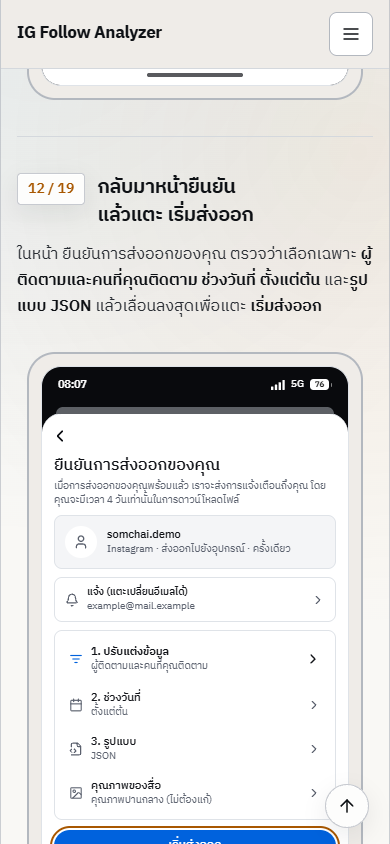 IG Follow Analyzer
12 / 19
กลับมาหน้ายืนยัน
แล้วแตะ เริ่มส่งออก
ในหน้า ยืนยันการส่งออกของคุณ ตรวจว่าเลือกเฉพาะ ผู้
ติดตามและคนที่คุณติดตาม ช่วงวันที่ ตั้งแต่ต้น และรูป
แบบ JSON แล้วเลื่อนลงสุดเพื่อแตะ เริ่มส่งออก
08:07
5G 76
ยืนยันการส่งออกของคุณ
เมื่อการส่งออกของคุณพร้อมแล้ว เราจะส่งการแจ้งเตือนถึงคุณ โดย
คุณจะมีเวลา 4 วันเท่านั้นในการดาวน์โหลดไฟล์
somchai.demo
Instagram · ส่งออกไปยังอุปกรณ์ · ครั้งเดียว
แจ้ง (แตะเปลี่ยนอีเมลได้)
example@mail.example
1. ปรับแต่งข้อมูล
ผู้ติดตามและคนที่คุณติดตาม
2. ช่วงวันที่
ตั้งแต่ต้น
3. รูปแบบ
JSON
คุณภาพของสื่อ
คุณภาพปานกลาง (ไม่ต้องแก้)
เริ่มส่งออก